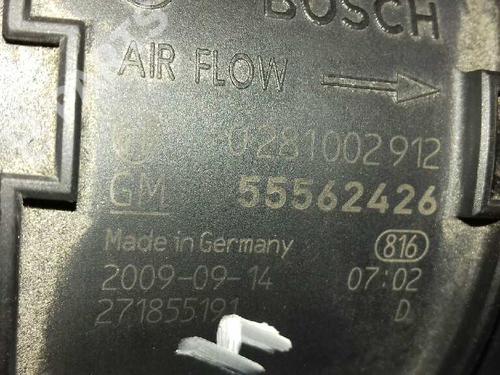 BOSCH
AIR FLOW
0281002912
GM 55562426
Made in Germany 816
2009-09-14 07:02
271855191 D